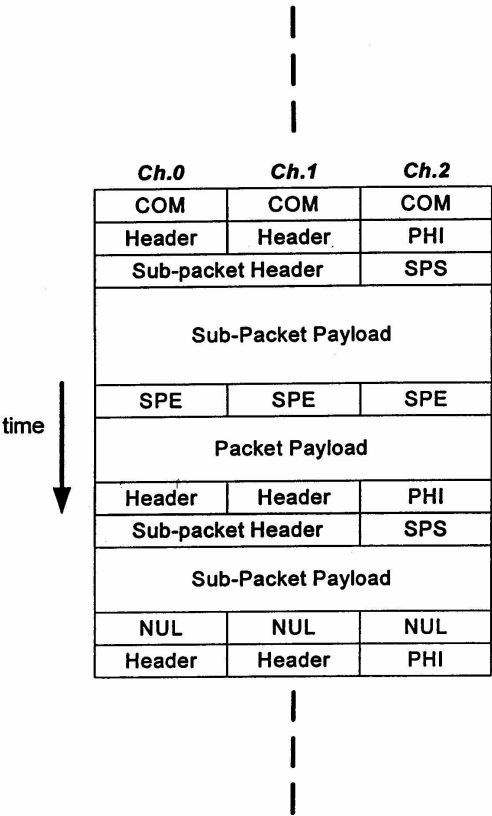 Ch.0 Ch.1 Ch.2
COM COM COM
Header Header PHI
Sub-packet Header SPS
Sub-Packet Payload
SPE SPE SPE
time
Packet Payload
Header Header PHI
Sub-packet Header SPS
Sub-Packet Payload
NUL NUL NUL
Header Header PHI